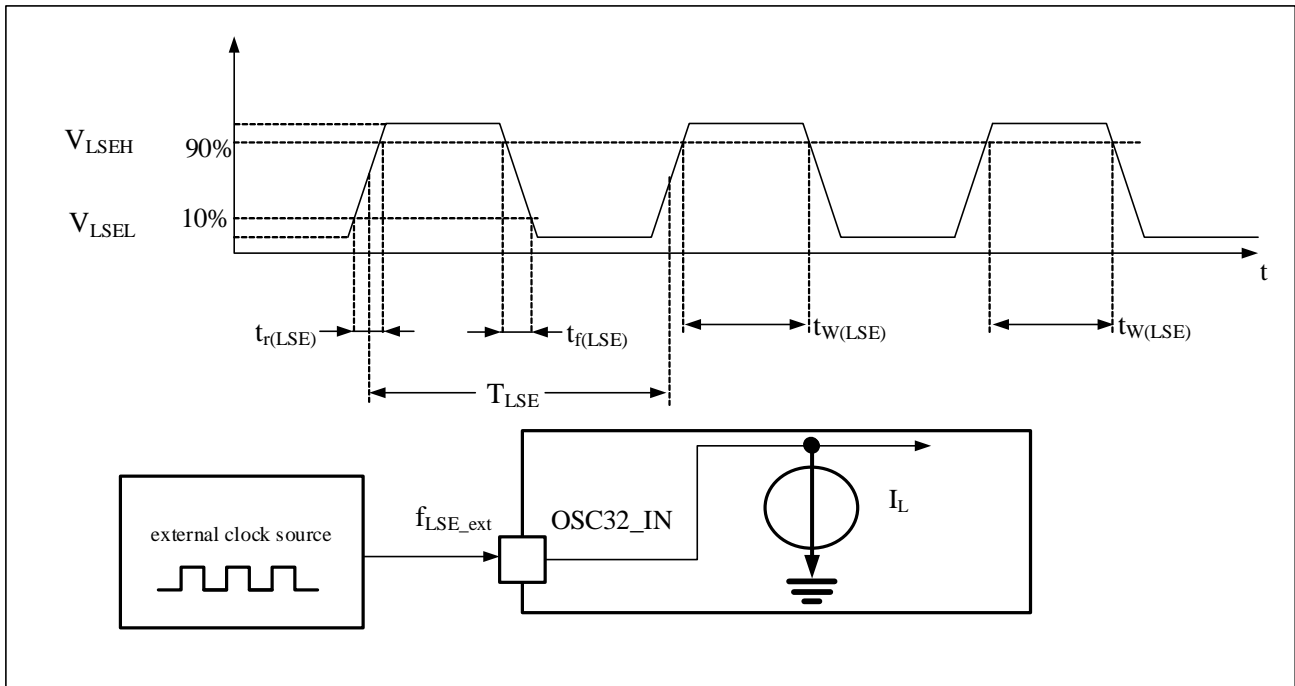 V_LSEH
90%
V_LSEL
10%
t
t_r(LSE)
t_f(LSE)
t_W(LSE)
t_W(LSE)
T_LSE
external clock source
f_LSE_ext
OSC32_IN
I_L